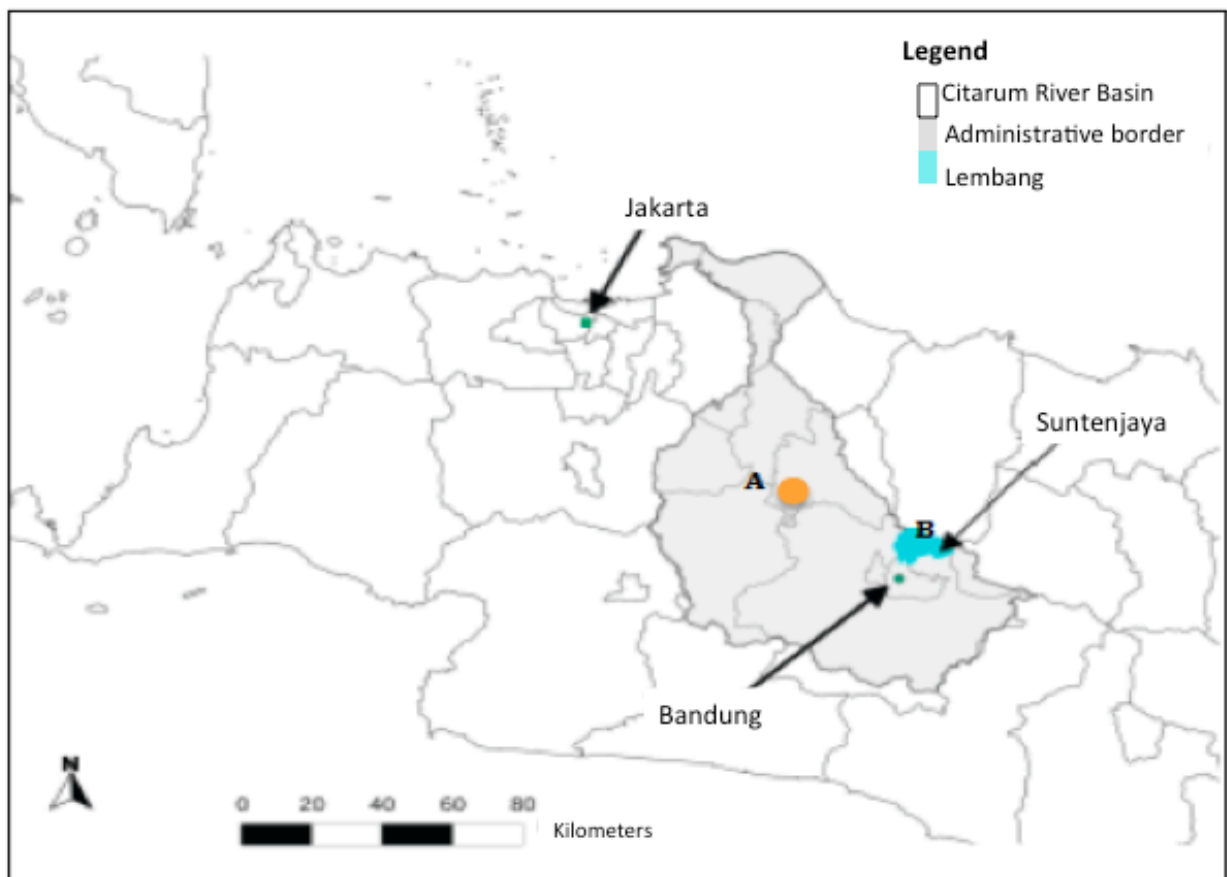 Legend
Citarum River Basin
Administrative border
Lembang
Jakarta
Suntenjaya
A
B
Bandung
N
0 20 40 60 80
Kilometers